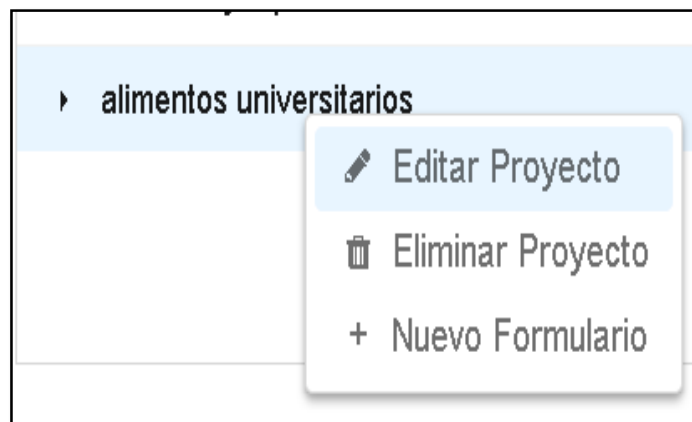 alimentos universitarios
Editar Proyecto
Eliminar Proyecto
+ Nuevo Formulario